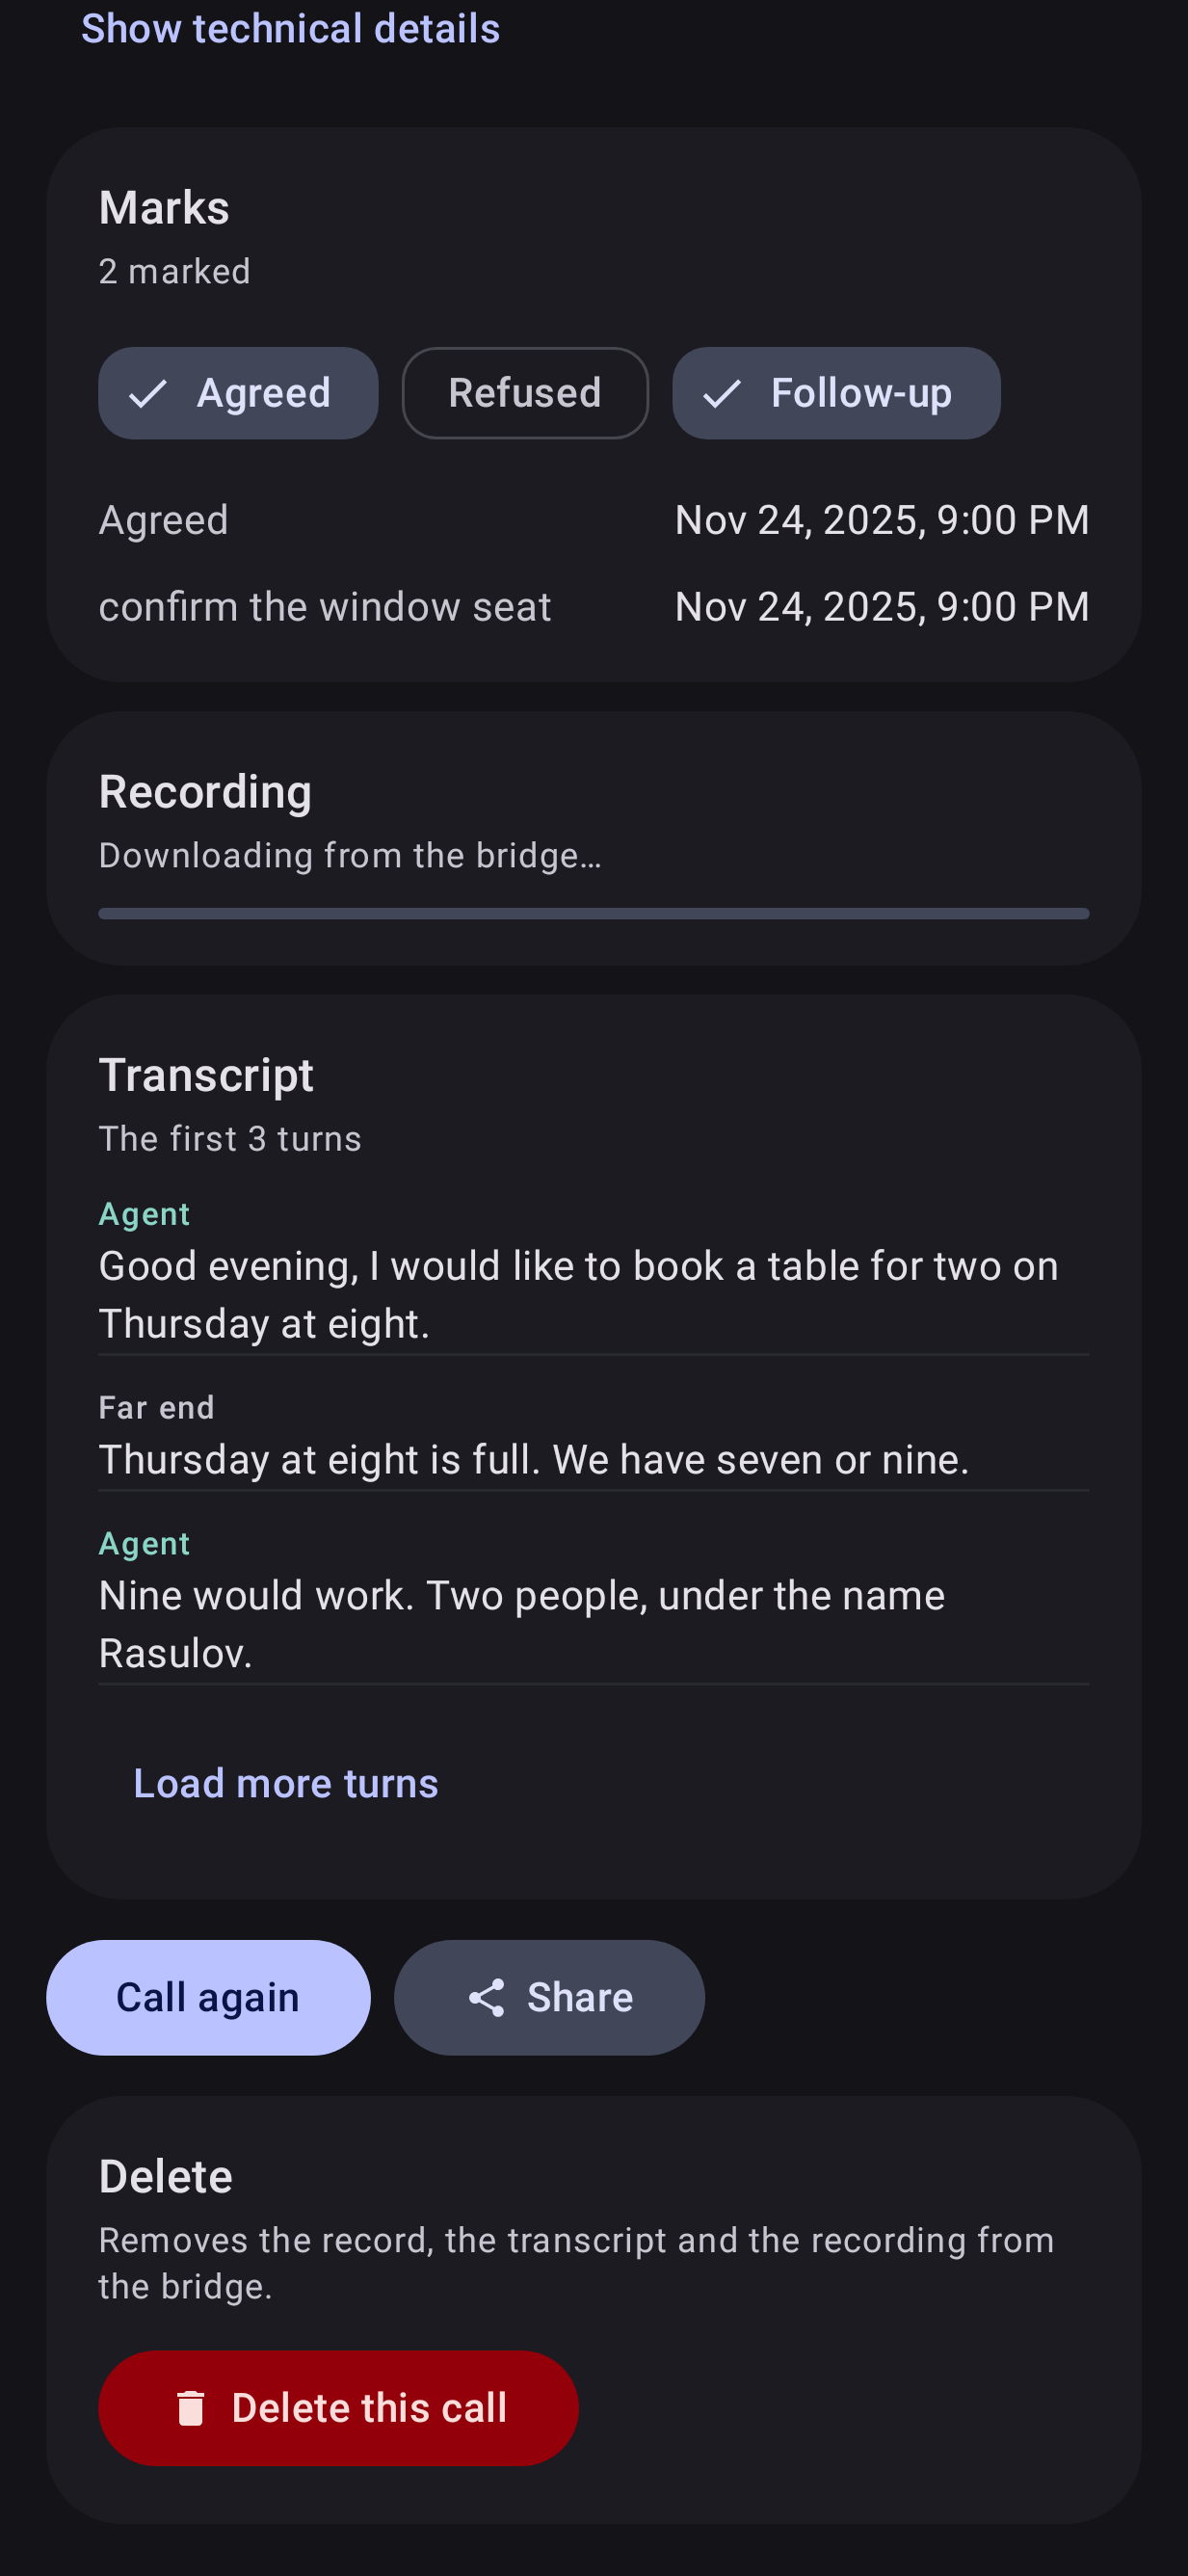 Show technical details
Marks
2 marked
Agreed
Refused
Follow-up
Agreed
Nov 24, 2025, 9:00 PM
confirm the window seat
Nov 24, 2025, 9:00 PM
Recording
Downloading from the bridge…
Transcript
The first 3 turns
Agent
Good evening, I would like to book a table for two on
Thursday at eight.
Far end
Thursday at eight is full. We have seven or nine.
Agent
Nine would work. Two people, under the name
Rasulov.
Load more turns
Call again
Share
Delete
Removes the record, the transcript and the recording from
the bridge.
Delete this call